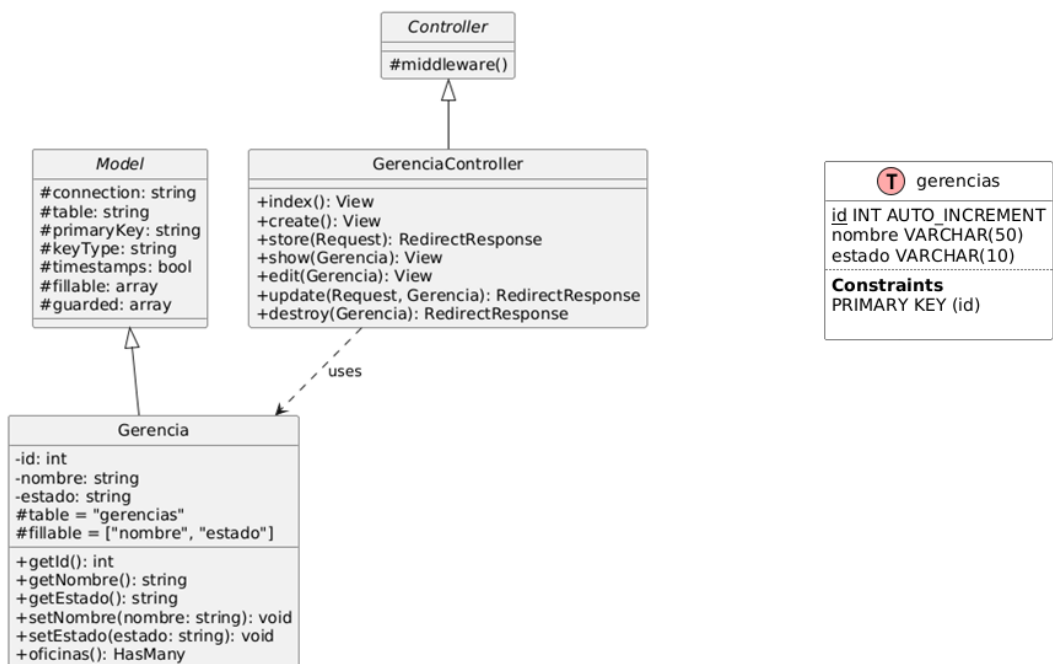 Controller
#middleware()
Model
#connection: string
#table: string
#primaryKey: string
#keyType: string
#timestamps: bool
#fillable: array
#guarded: array
GerenciaController
+index(): View
+create(): View
+store(Request): RedirectResponse
+show(Gerencia): View
+edit(Gerencia): View
+update(Request, Gerencia): RedirectResponse
+destroy(Gerencia): RedirectResponse
T gerencias
id INT AUTO_INCREMENT
nombre VARCHAR(50)
estado VARCHAR(10)
Constraints
PRIMARY KEY (id)
uses
Gerencia
-id: int
-nombre: string
-estado: string
#table = "gerencias"
#fillable = ["nombre", "estado"]
+getId(): int
+getNombre(): string
+getEstado(): string
+setNombre(nombre: string): void
+setEstado(estado: string): void
+oficinas(): HasMany